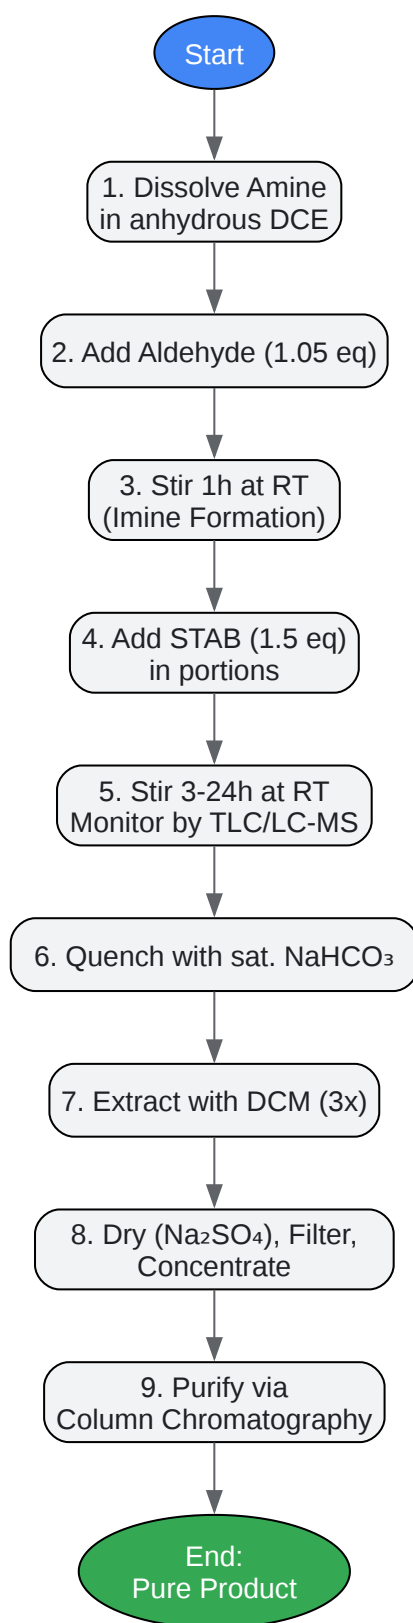 Start
1. Dissolve Amine
in anhydrous DCE
2. Add Aldehyde (1.05 eq)
3. Stir 1h at RT
(Imine Formation)
4. Add STAB (1.5 eq)
in portions
5. Stir 3-24h at RT
Monitor by TLC/LC-MS
6. Quench with sat. NaHCO₃
7. Extract with DCM (3x)
8. Dry (Na₂SO₄), Filter,
Concentrate
9. Purify via
Column Chromatography
End:
Pure Product